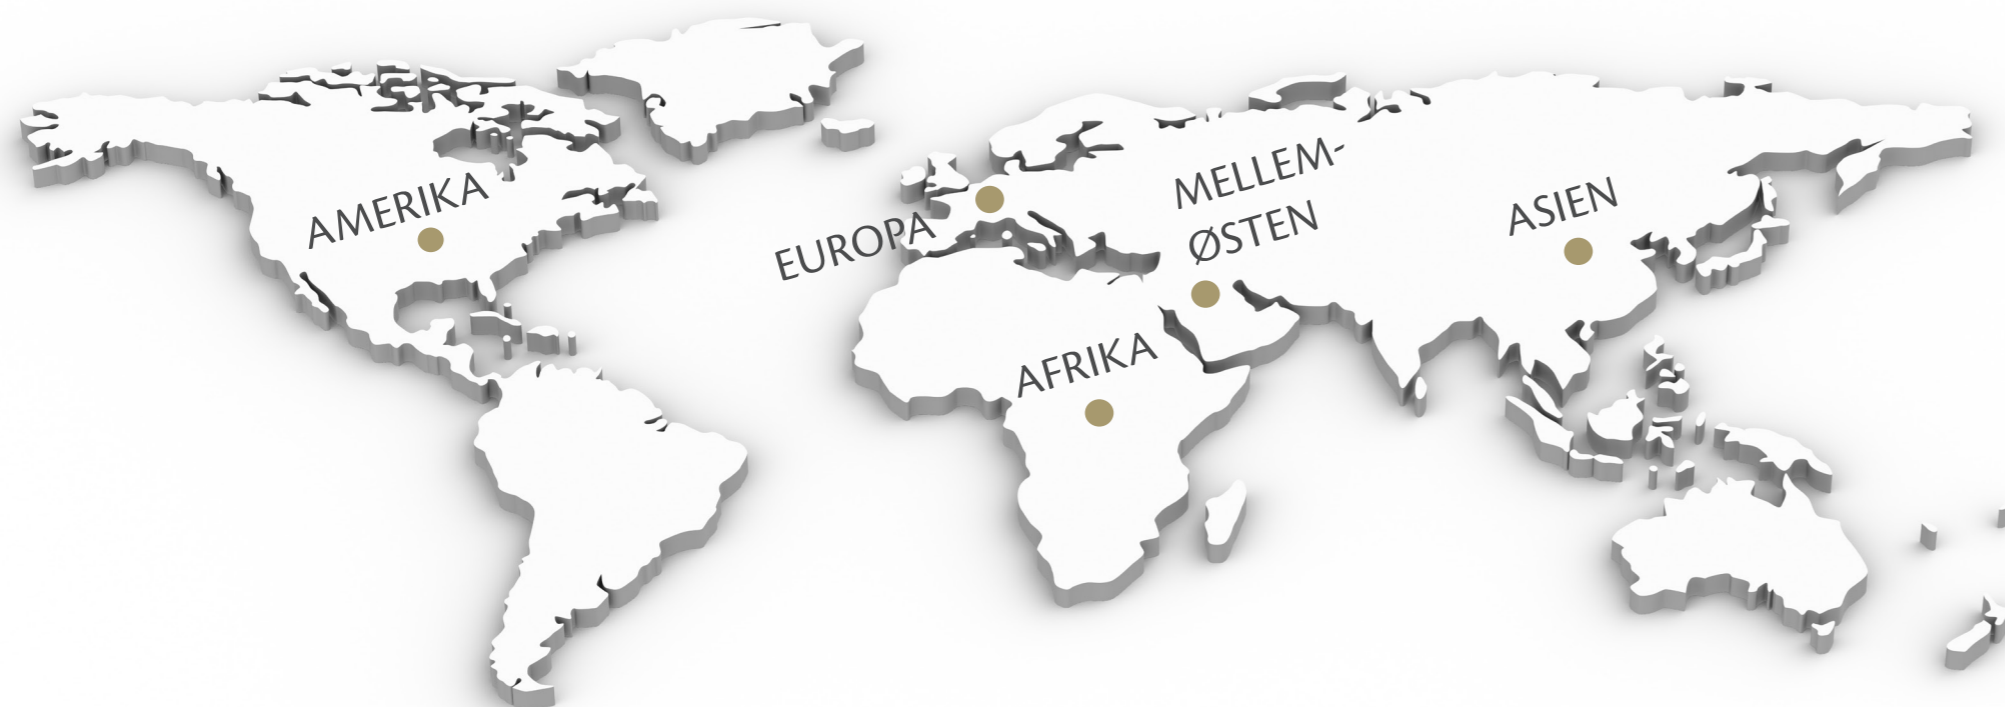 AMERIKA
EUROPA
MELLEM-
ØSTEN
ASIEN
AFRIKA